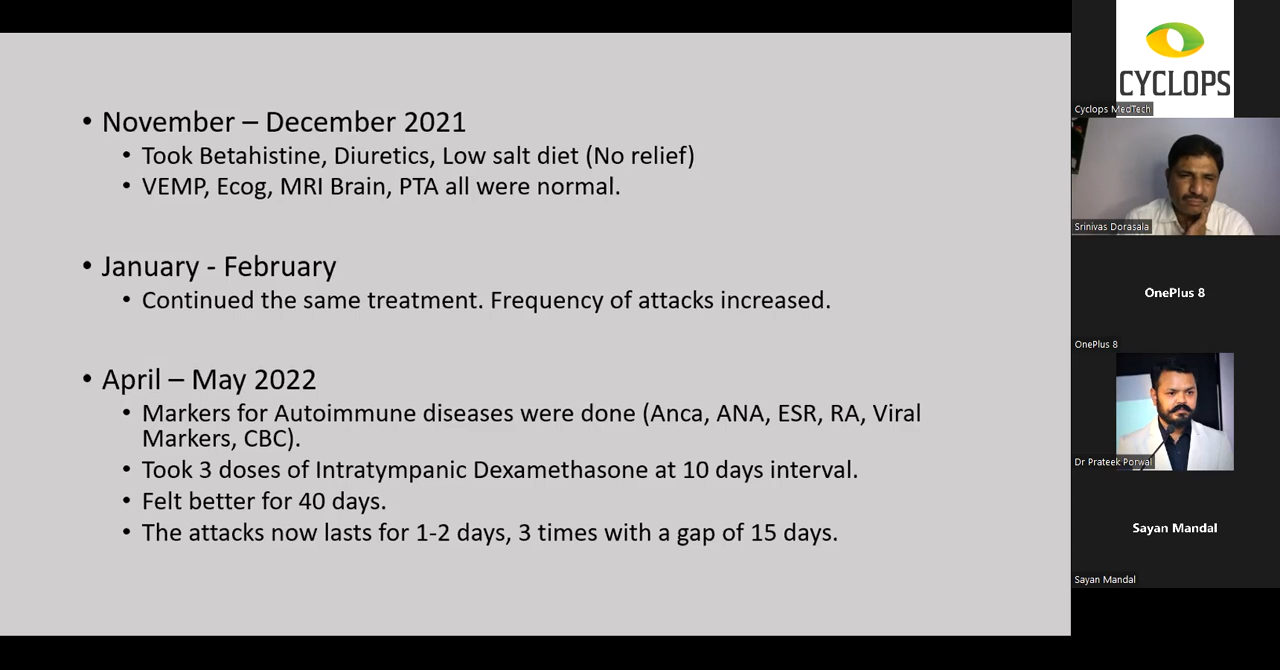 • November – December 2021
• Took Betahistine, Diuretics, Low salt diet (No relief)
• VEMP, Ecog, MRI Brain, PTA all were normal.
• January - February
• Continued the same treatment. Frequency of attacks increased.
• April – May 2022
• Markers for Autoimmune diseases were done (Anca, ANA, ESR, RA, Viral
Markers, CBC).
• Took 3 doses of Intratympanic Dexamethasone at 10 days interval.
• Felt better for 40 days.
• The attacks now lasts for 1-2 days, 3 times with a gap of 15 days.
CYCLOPS
Cyclops MedTech
Srinivas Dorasala
OnePlus 8
OnePlus 8
Dr Prateek Porwal
Sayan Mandal
Sayan Mandal